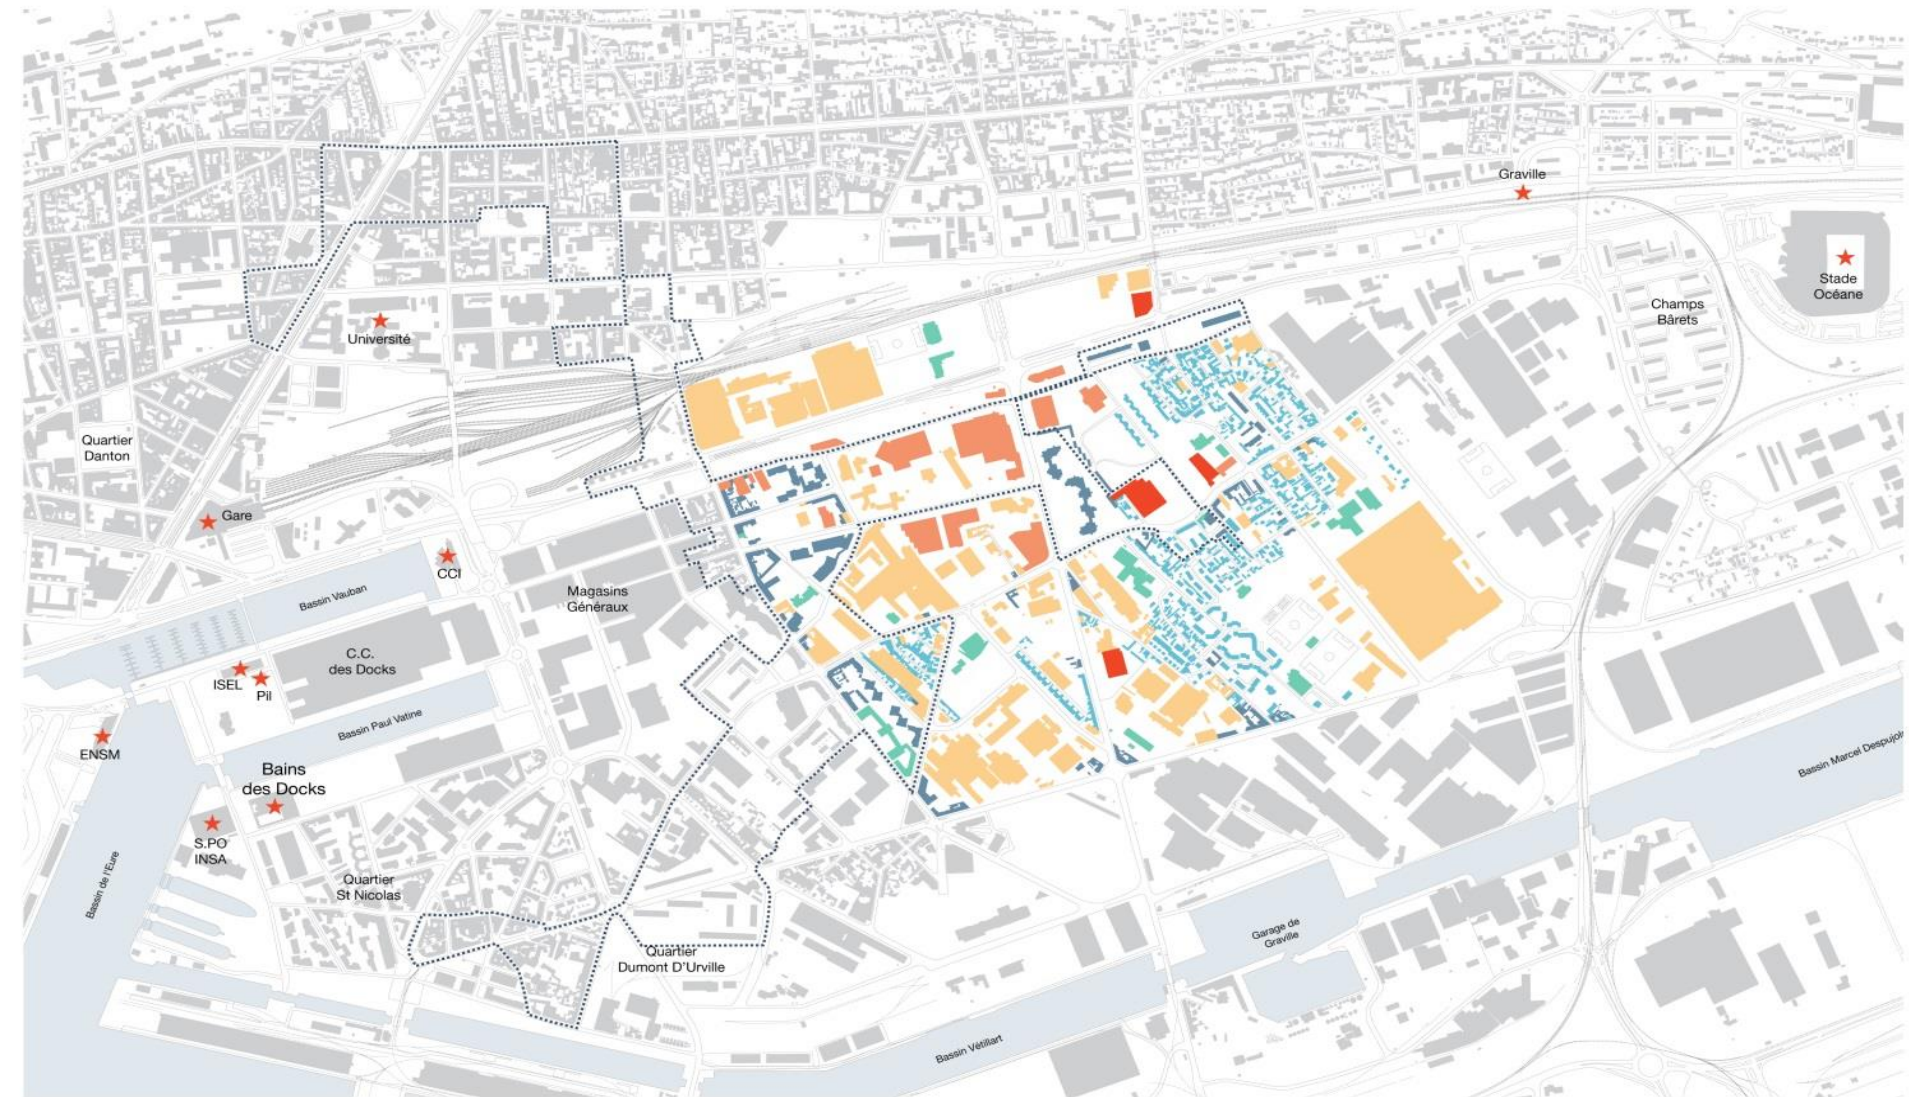 Graville
Stade
Océane
Champs
Bârets
Université
Quartier
Danton
Gare
CCI
Bassin Vauban
Magasins
Généraux
C.C.
des Docks
ISEL
Pil
Bassin Paul Vatine
ENSM
Bains
des Docks
S.PO
INSA
Bassin de l'Eure
Quartier
St Nicolas
Quartier
Dumont D'Urville
Garage de
Graville
Bassin Vétillart
Bassin Marcel Despujols